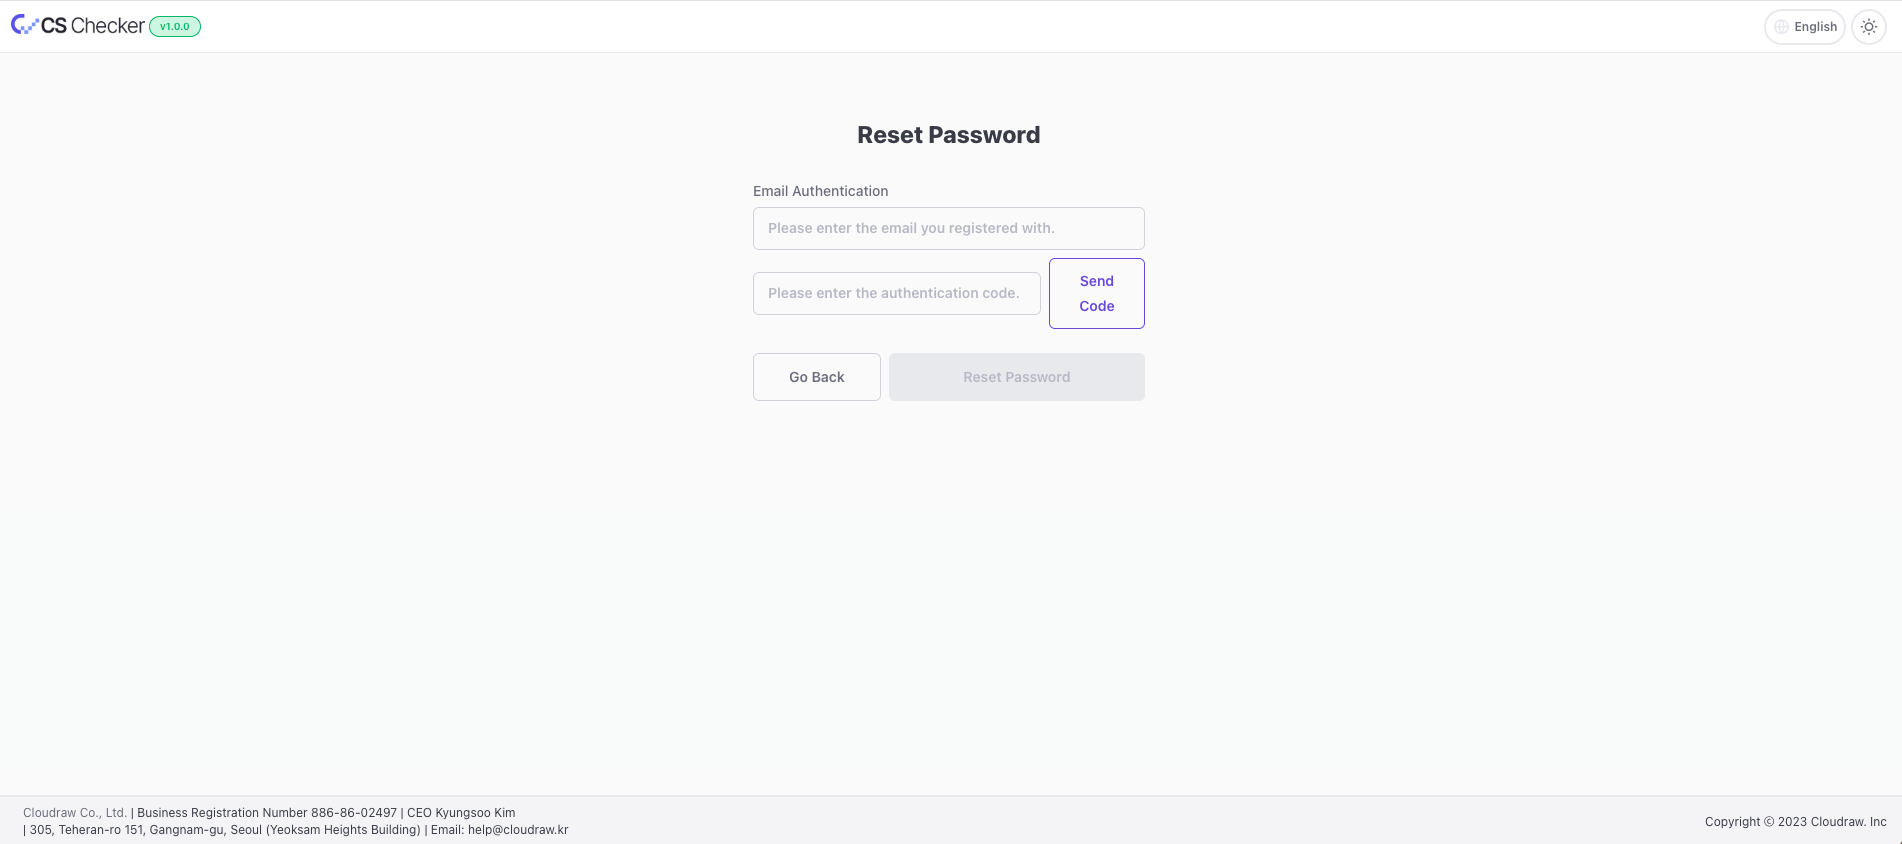 CS Checker v1.0.0
English
Reset Password
Email Authentication
Please enter the email you registered with.
Please enter the authentication code.
Send
Code
Go Back
Reset Password
Cloudraw Co., Ltd. | Business Registration Number 886-86-02497 | CEO Kyungsoo Kim
| 305, Teheran-ro 151, Gangnam-gu, Seoul (Yeoksam Heights Building) | Email: help@cloudraw.kr
Copyright © 2023 Cloudraw. Inc